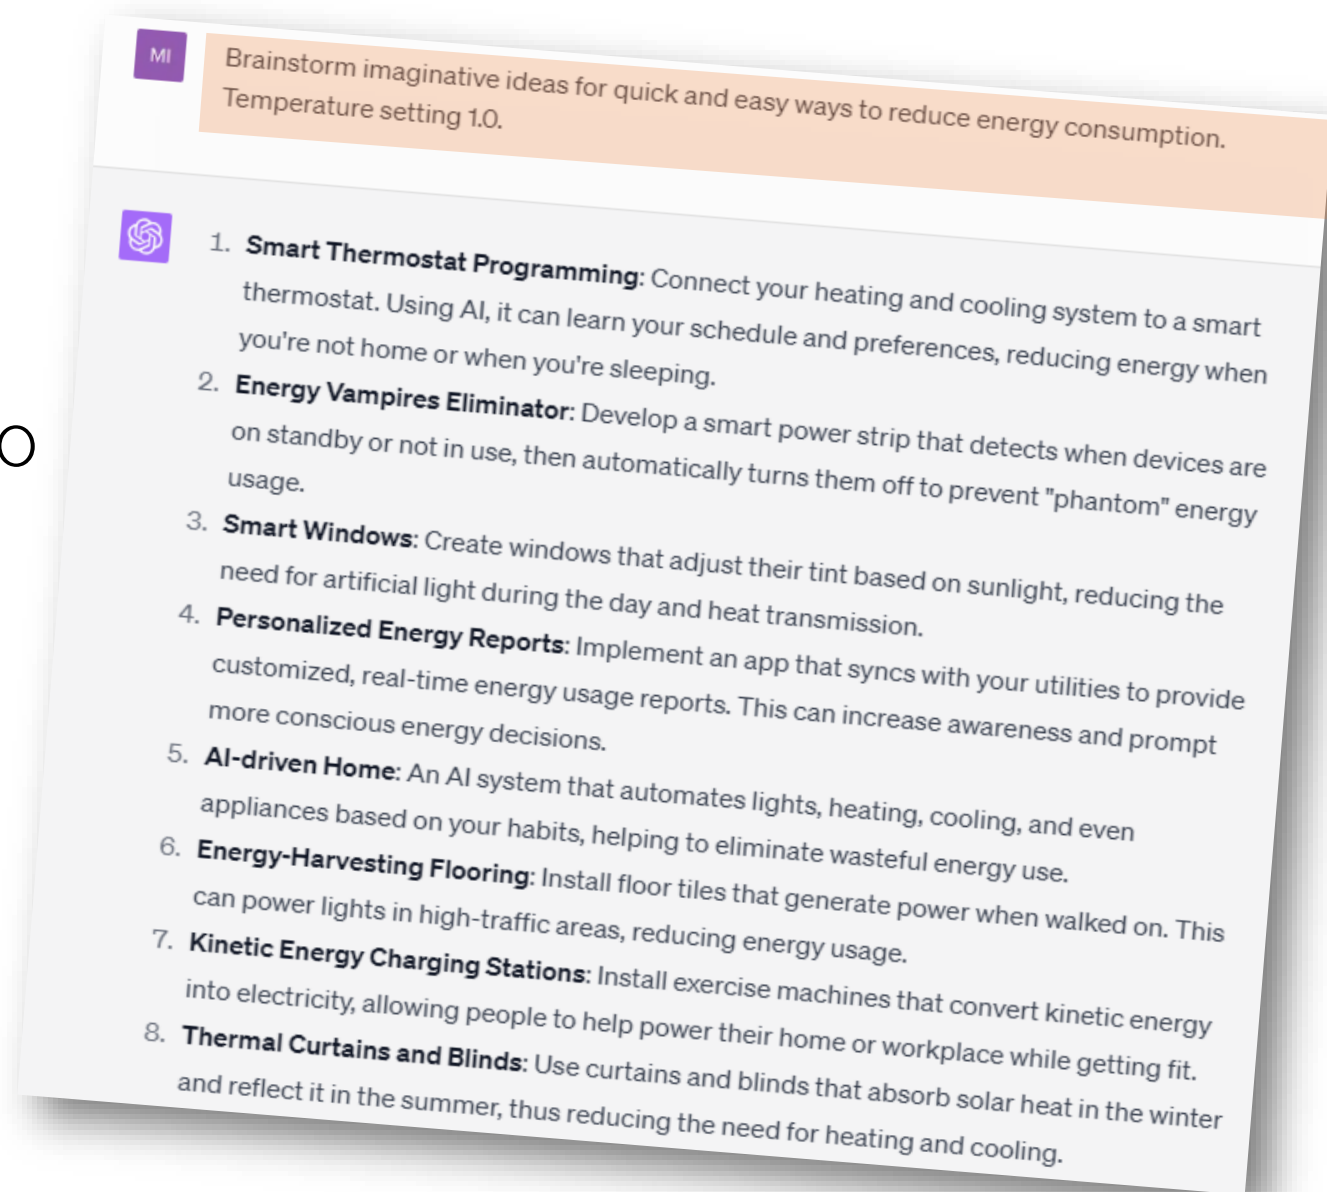 MI
Brainstorm imaginative ideas for quick and easy ways to reduce energy consumption.
Temperature setting 1.0.
1. Smart Thermostat Programming: Connect your heating and cooling system to a smart
thermostat. Using AI, it can learn your schedule and preferences, reducing energy when
you're not home or when you're sleeping.
2. Energy Vampires Eliminator: Develop a smart power strip that detects when devices are
on standby or not in use, then automatically turns them off to prevent "phantom" energy
usage.
3. Smart Windows: Create windows that adjust their tint based on sunlight, reducing the
need for artificial light during the day and heat transmission.
4. Personalized Energy Reports: Implement an app that syncs with your utilities to provide
customized, real-time energy usage reports. This can increase awareness and prompt
more conscious energy decisions.
5. AI-driven Home: An AI system that automates lights, heating, cooling, and even
appliances based on your habits, helping to eliminate wasteful energy use.
6. Energy-Harvesting Flooring: Install floor tiles that generate power when walked on. This
can power lights in high-traffic areas, reducing energy usage.
7. Kinetic Energy Charging Stations: Install exercise machines that convert kinetic energy
into electricity, allowing people to help power their home or workplace while getting fit.
8. Thermal Curtains and Blinds: Use curtains and blinds that absorb solar heat in the winter
and reflect it in the summer, thus reducing the need for heating and cooling.